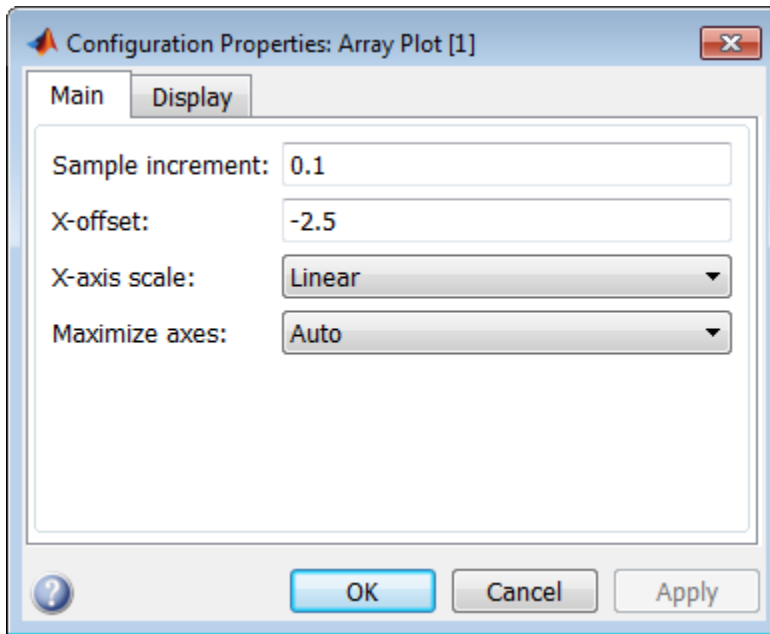 Configuration Properties: Array Plot [1]
Main Display
Sample increment: 0.1
X-offset: -2.5
X-axis scale: Linear
Maximize axes: Auto
? OK Cancel Apply